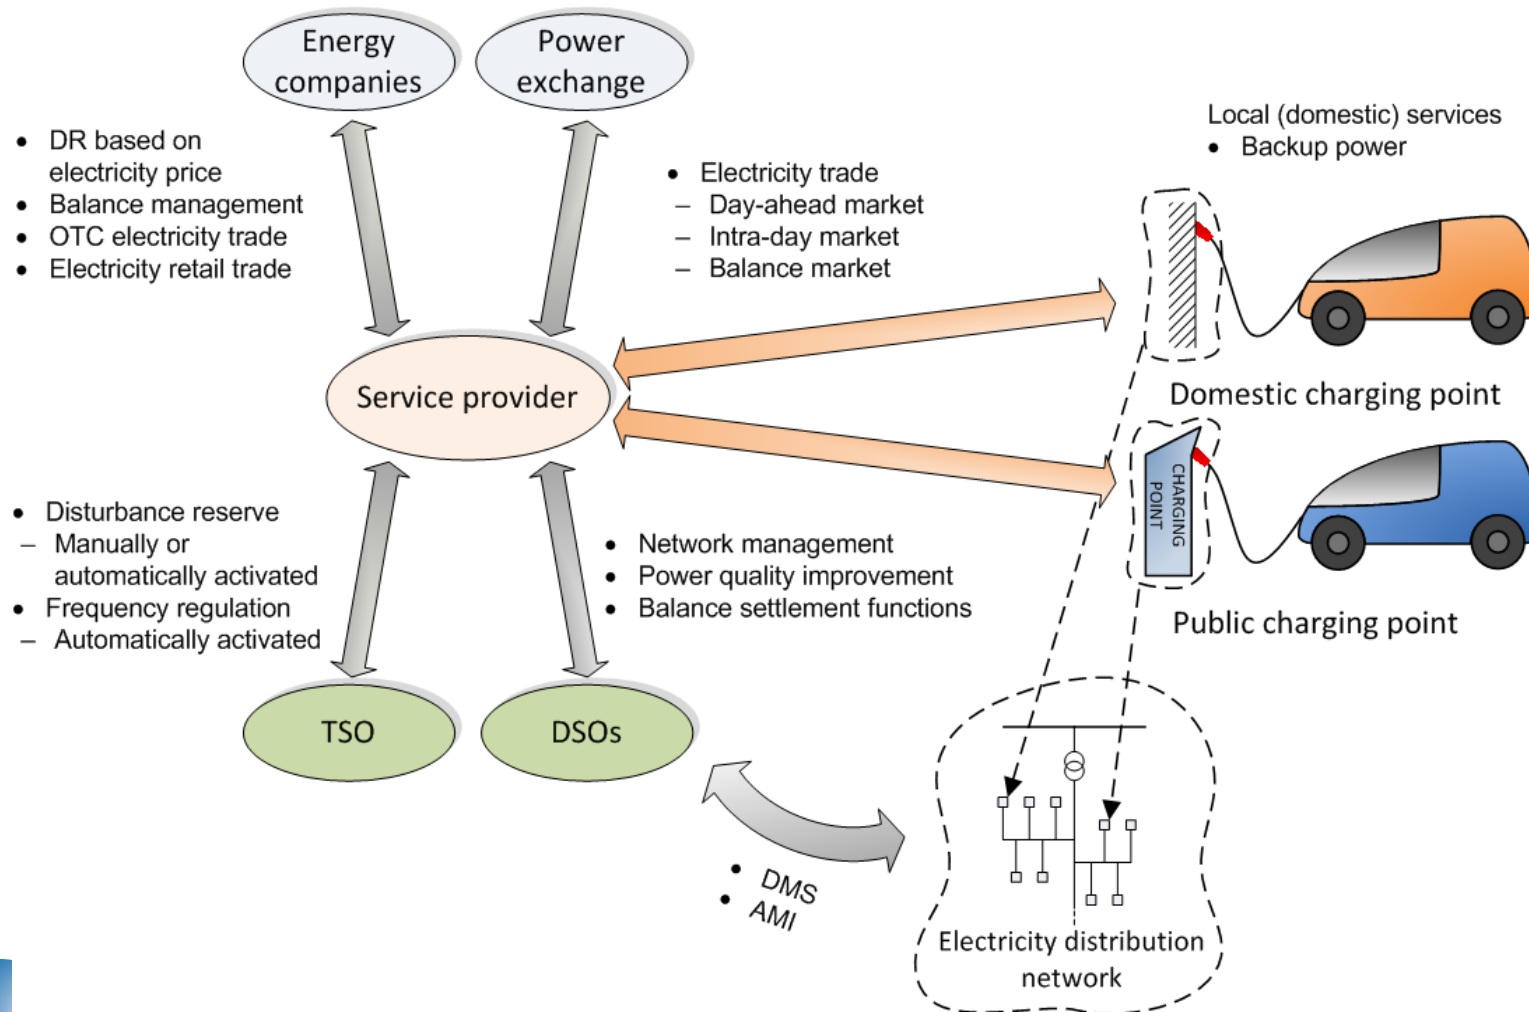 Energy
companies
Power
exchange
• DR based on
electricity price
• Balance management
• OTC electricity trade
• Electricity retail trade
• Electricity trade
– Day-ahead market
– Intra-day market
– Balance market
Local (domestic) services
• Backup power
Service provider
Domestic charging point
CHARGING
POINT
Public charging point
• Disturbance reserve
– Manually or
automatically activated
• Frequency regulation
– Automatically activated
• Network management
• Power quality improvement
• Balance settlement functions
TSO
DSOs
• DMS
• AMI
Electricity distribution
network